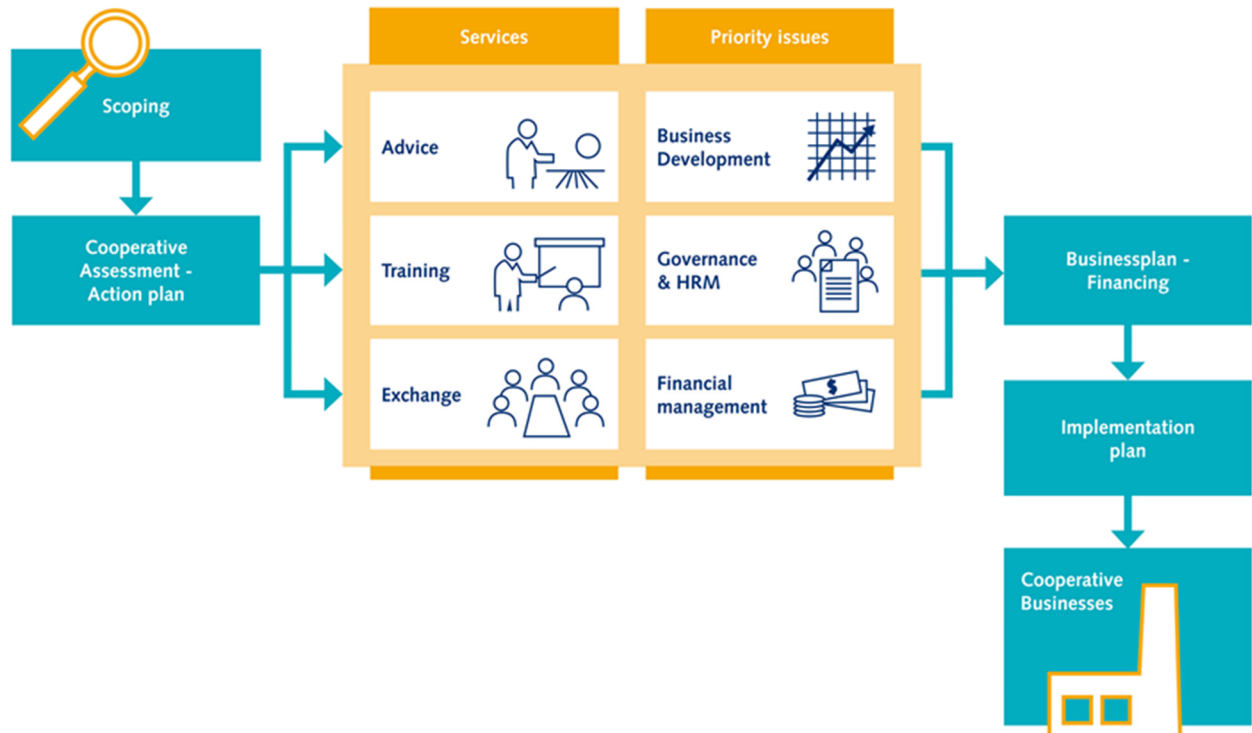 Scoping
Cooperative
Assessment -
Action plan
Services
Priority issues
Advice
Business
Development
Training
Governance
& HRM
Exchange
Financial
management
$
Businessplan -
Financing
Implementation
plan
Cooperative
Businesses